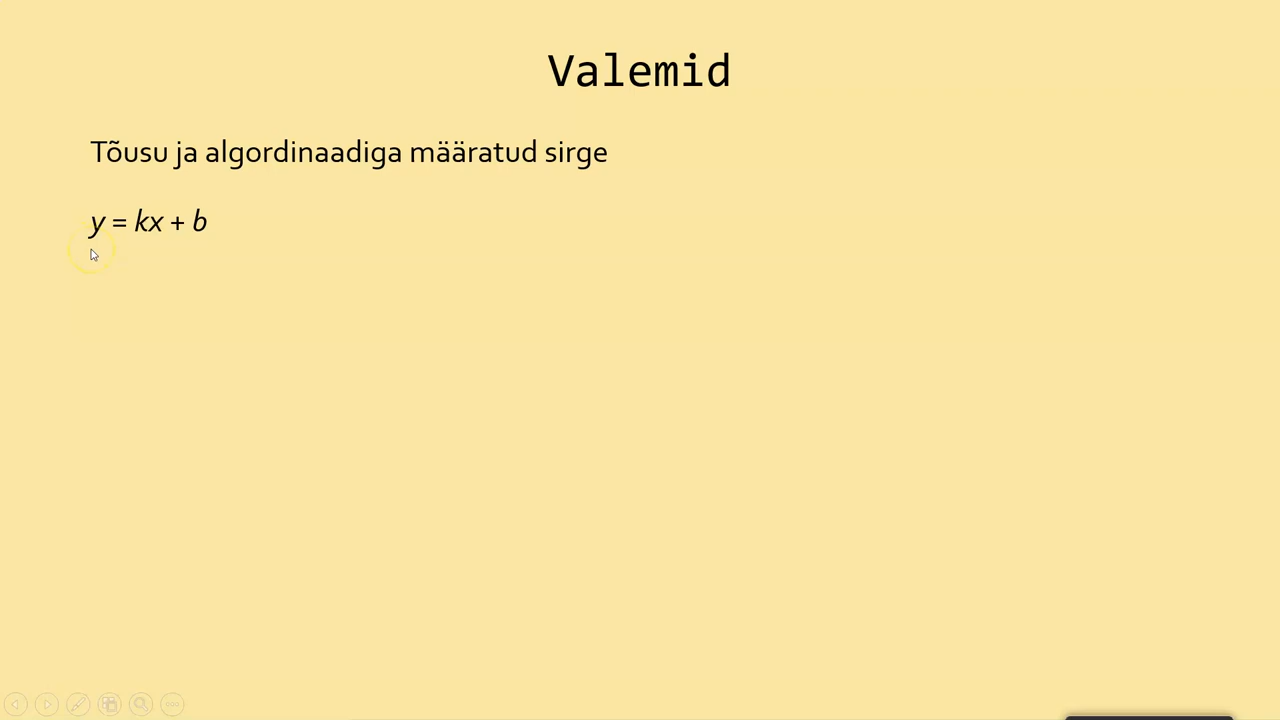 Valemid
Tõusu ja algordinaadiga määratud sirge
y = kx + b